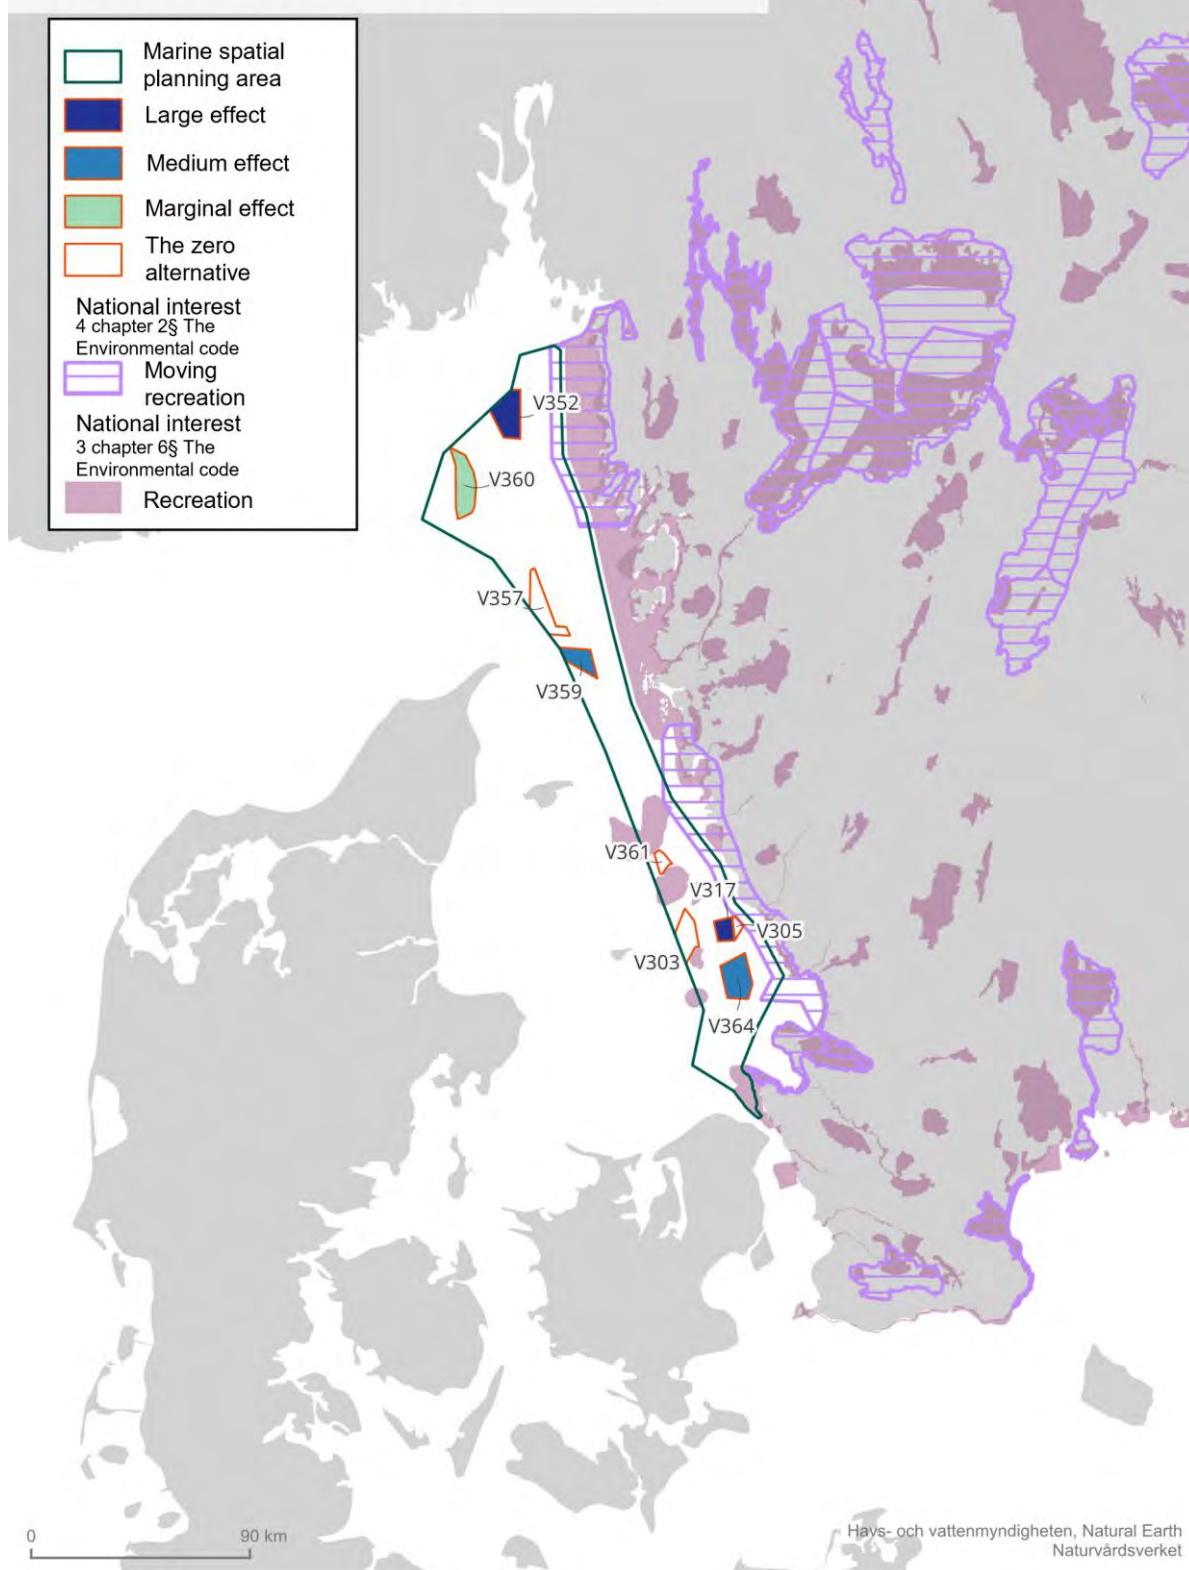 Marine spatial
planning area
Large effect
Medium effect
Marginal effect
The zero
alternative
National interest
4 chapter 2§ The
Environmental code
Moving
recreation
National interest
3 chapter 6§ The
Environmental code
Recreation
V352
V360
V357
V359
V361
V317
V305
V303
V364
0 90 km
Havs- och vattenmyndigheten, Natural Earth
Naturvårdsverket